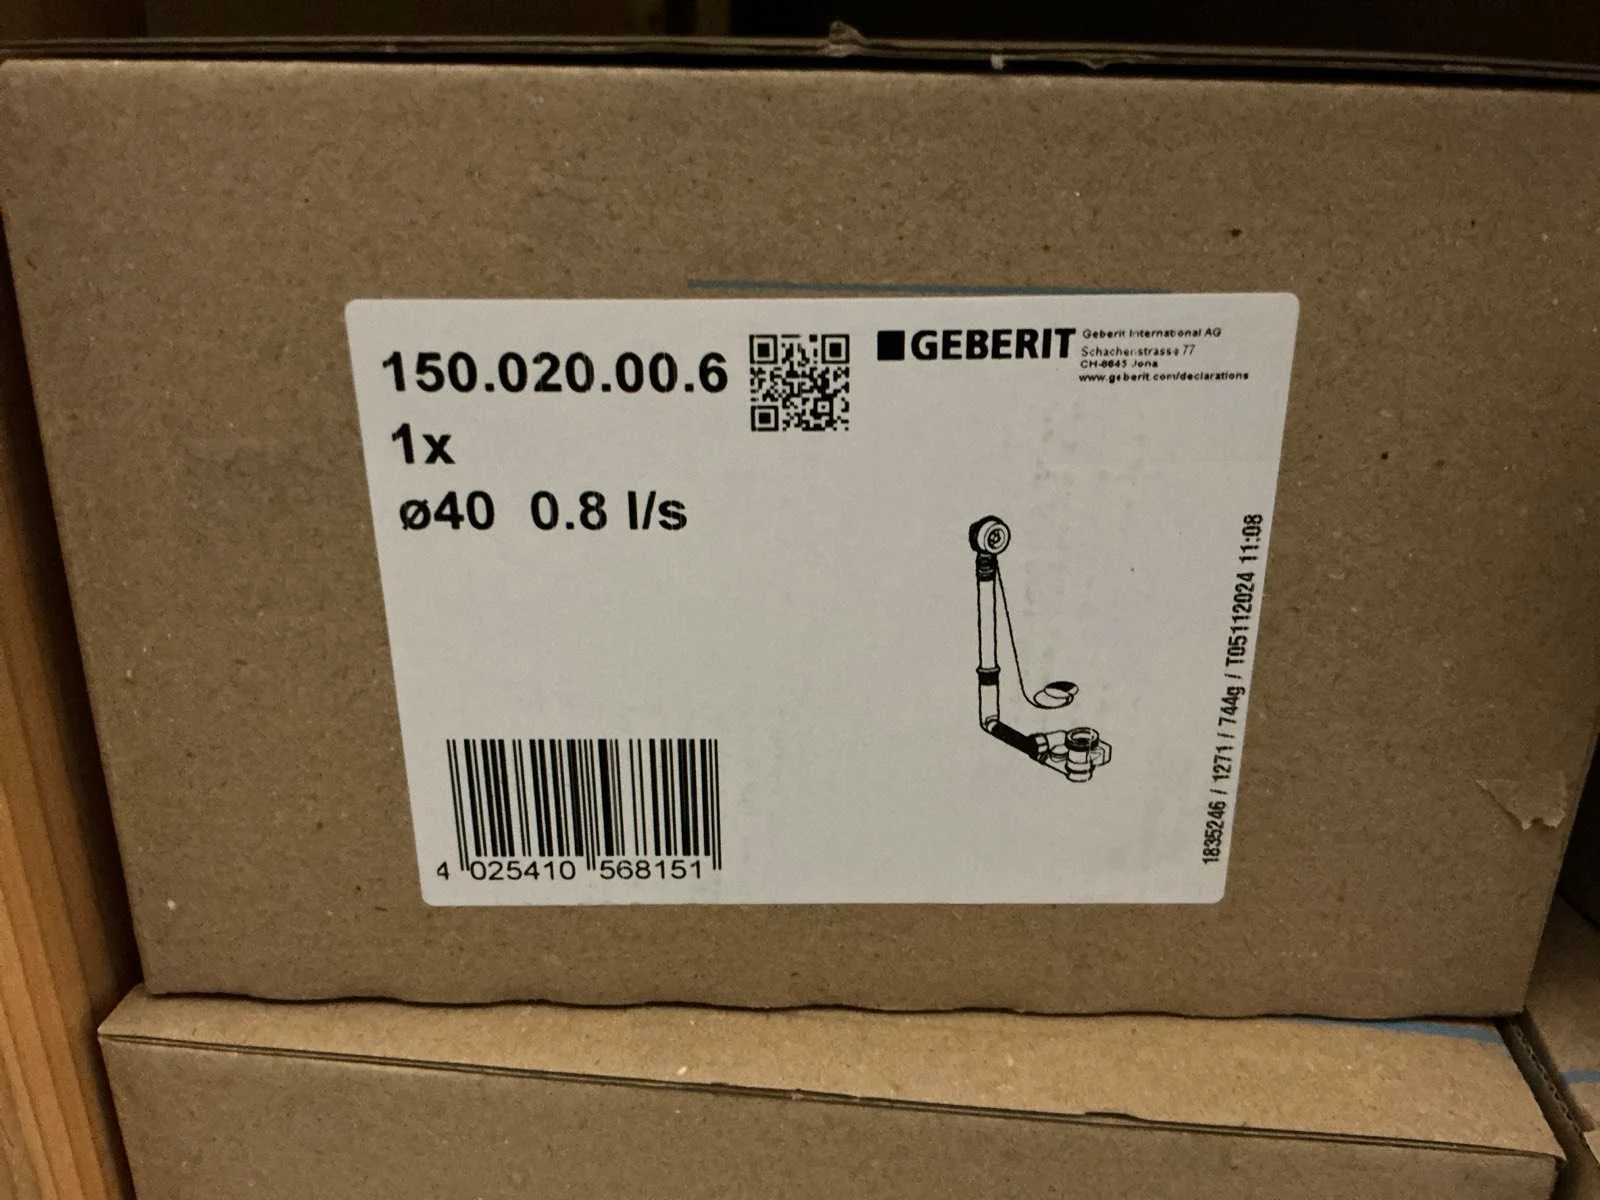 150.020.00.6
1x
ø40 0.8 l/s
GEBERIT
Geberit International AG
Schachenstrasse 77
CH-8645 Jona
www.geberit.com/declarations
1835246 / 1271 / 744g / T05112024 11:08
4 025410 568151